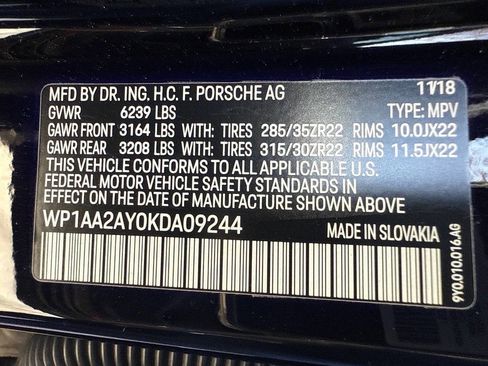 MFD BY DR. ING. H.C. F. PORSCHE AG 11/18
GVWR 6239 LBS TYPE: MPV
GAWR FRONT 3164 LBS WITH: TIRES 285/35ZR22 RIMS 10.0JX22
GAWR REAR 3208 LBS WITH: TIRES 315/30ZR22 RIMS 11.5JX22
THIS VEHICLE CONFORMS TO ALL APPLICABLE U.S.
FEDERAL MOTOR VEHICLE SAFETY STANDARDS IN
EFFECT ON THE DATE OF MANUFACTURE SHOWN ABOVE
WP1AA2AY0KDA09244 MADE IN SLOVAKIA
9Y0.010.016.AG